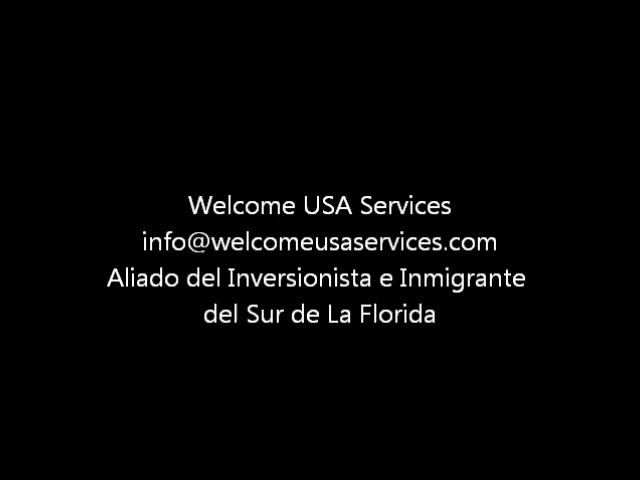 Welcome USA Services
info@welcomeusaservices.com
Aliado del Inversionista e Inmigrante
del Sur de La Florida